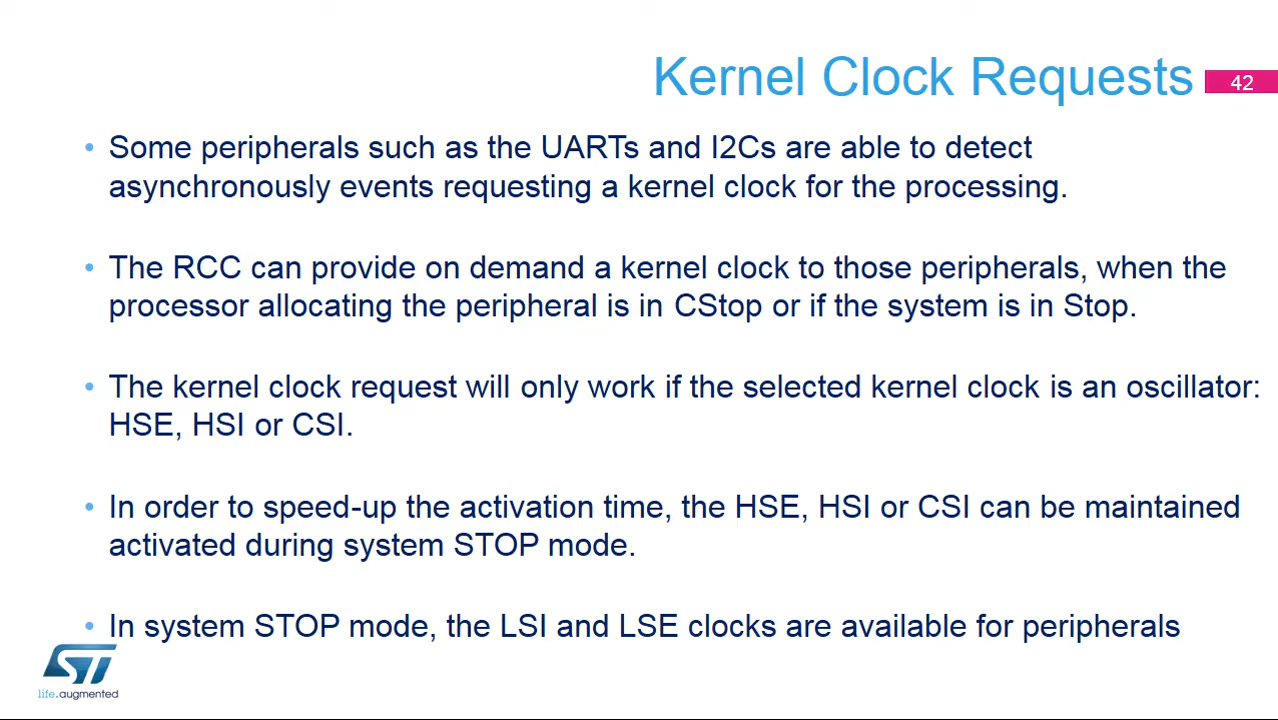 Kernel Clock Requests
42
• Some peripherals such as the UARTs and I2Cs are able to detect
asynchronously events requesting a kernel clock for the processing.
• The RCC can provide on demand a kernel clock to those peripherals, when the
processor allocating the peripheral is in CStop or if the system is in Stop.
• The kernel clock request will only work if the selected kernel clock is an oscillator:
HSE, HSI or CSI.
• In order to speed-up the activation time, the HSE, HSI or CSI can be maintained
activated during system STOP mode.
• In system STOP mode, the LSI and LSE clocks are available for peripherals
ST
life.augmented